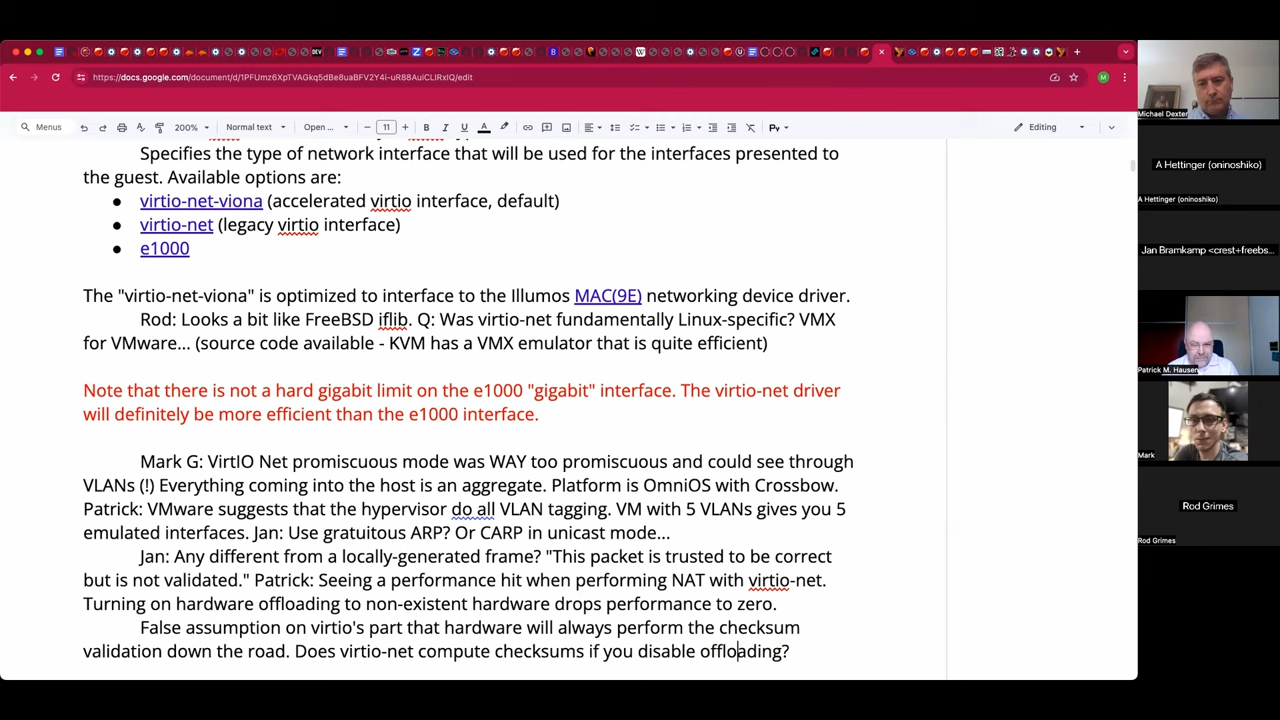 https://docs.google.com/document/d/1PFUmz6XpTVAGkq5dBe8uaBFV2Y4i-uR88AuiCLIRxIQ/edit
Menus
200%
Normal text
Open ...
11
Editing
Specifies the type of network interface that will be used for the interfaces presented to
the guest. Available options are:
● virtio-net-viona (accelerated virtio interface, default)
● virtio-net (legacy virtio interface)
● e1000
The "virtio-net-viona" is optimized to interface to the Illumos MAC(9E) networking device driver.
Rod: Looks a bit like FreeBSD iflib. Q: Was virtio-net fundamentally Linux-specific? VMX
for VMware... (source code available - KVM has a VMX emulator that is quite efficient)
Note that there is not a hard gigabit limit on the e1000 "gigabit" interface. The virtio-net driver
will definitely be more efficient than the e1000 interface.
Mark G: VirtIO Net promiscuous mode was WAY too promiscuous and could see through
VLANs (!) Everything coming into the host is an aggregate. Platform is OmniOS with Crossbow.
Patrick: VMware suggests that the hypervisor do all VLAN tagging. VM with 5 VLANs gives you 5
emulated interfaces. Jan: Use gratuitous ARP? Or CARP in unicast mode...
Jan: Any different from a locally-generated frame? "This packet is trusted to be correct
but is not validated." Patrick: Seeing a performance hit when performing NAT with virtio-net.
Turning on hardware offloading to non-existent hardware drops performance to zero.
False assumption on virtio's part that hardware will always perform the checksum
validation down the road. Does virtio-net compute checksums if you disable offloading?
Michael Dexter
A Hettinger (oninoshiko)
A Hettinger (oninoshiko)
Jan Bramkamp <crest+freebs...
Patrick M. Hausen
Mark
Rod Grimes
Rod Grimes